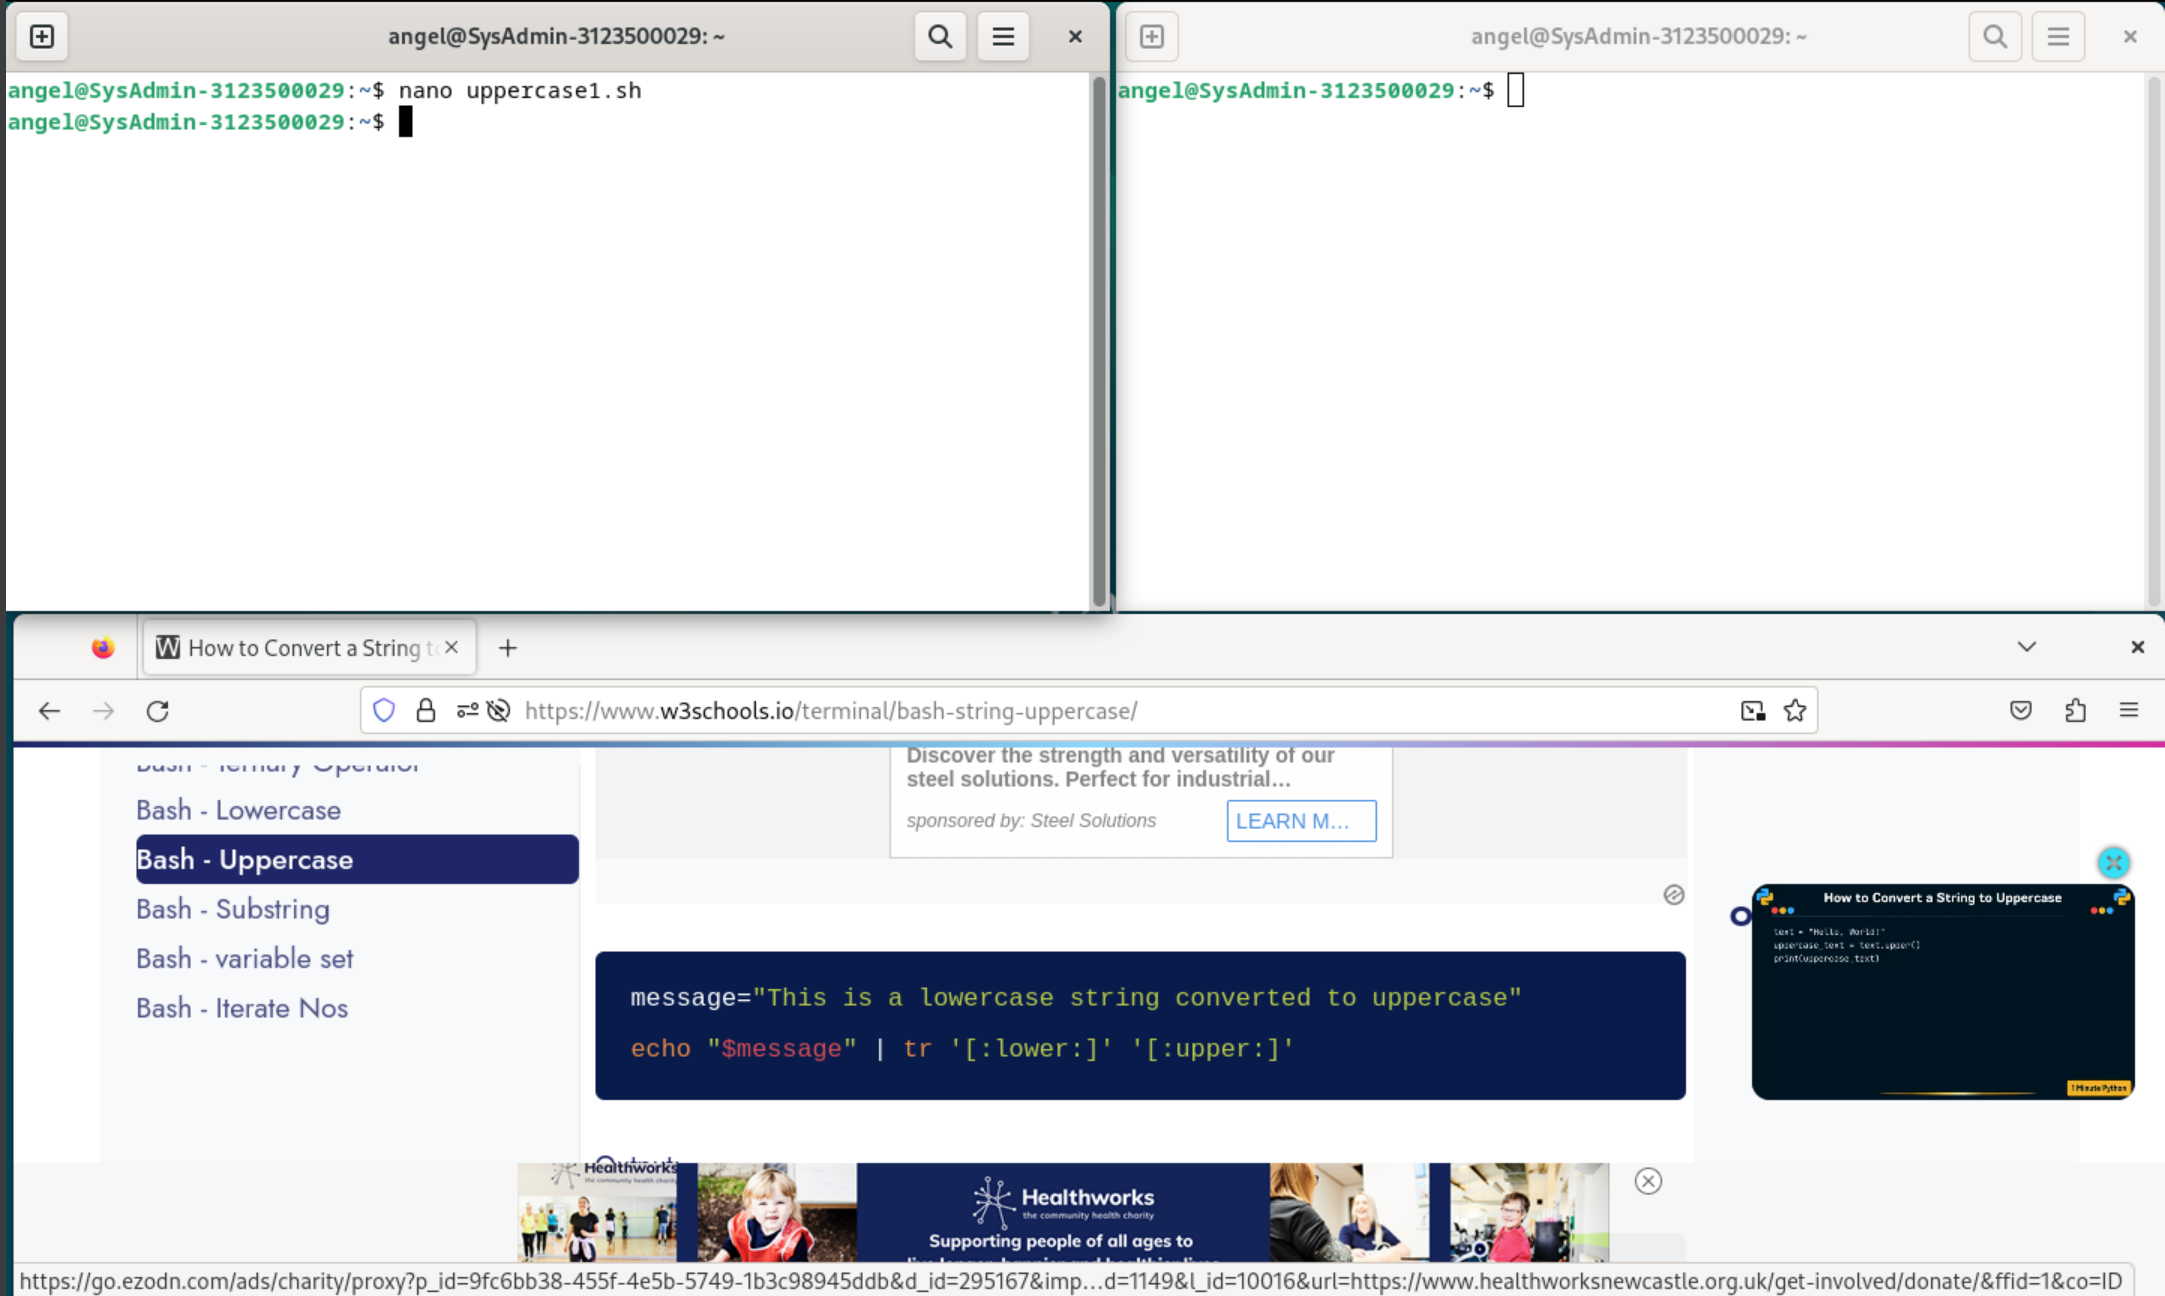 angel@SysAdmin-3123500029: ~
angel@SysAdmin-3123500029:~$ nano uppercase1.sh
angel@SysAdmin-3123500029:~$
angel@SysAdmin-3123500029: ~
angel@SysAdmin-3123500029:~$
How to Convert a String to
https://www.w3schools.io/terminal/bash-string-uppercase/
Bash - Ternary Operator
Bash - Lowercase
Bash - Uppercase
Bash - Substring
Bash - variable set
Bash - Iterate Nos
Discover the strength and versatility of our
steel solutions. Perfect for industrial...
sponsored by: Steel Solutions
LEARN M...
message="This is a lowercase string converted to uppercase"
echo "$message" | tr '[:lower:]' '[:upper:]'
How to Convert a String to Uppercase
text = "Hello, World!"
uppercase_text = text.upper()
print(uppercase_text)
1 Minute Python
Healthworks
the community health charity
Healthworks
the community health charity
Supporting people of all ages to
https://go.ezodn.com/ads/charity/proxy?p_id=9fc6bb38-455f-4e5b-5749-1b3c98945ddb&d_id=295167&imp...d=1149&l_id=10016&url=https://www.healthworksnewcastle.org.uk/get-involved/donate/&ffid=1&co=ID